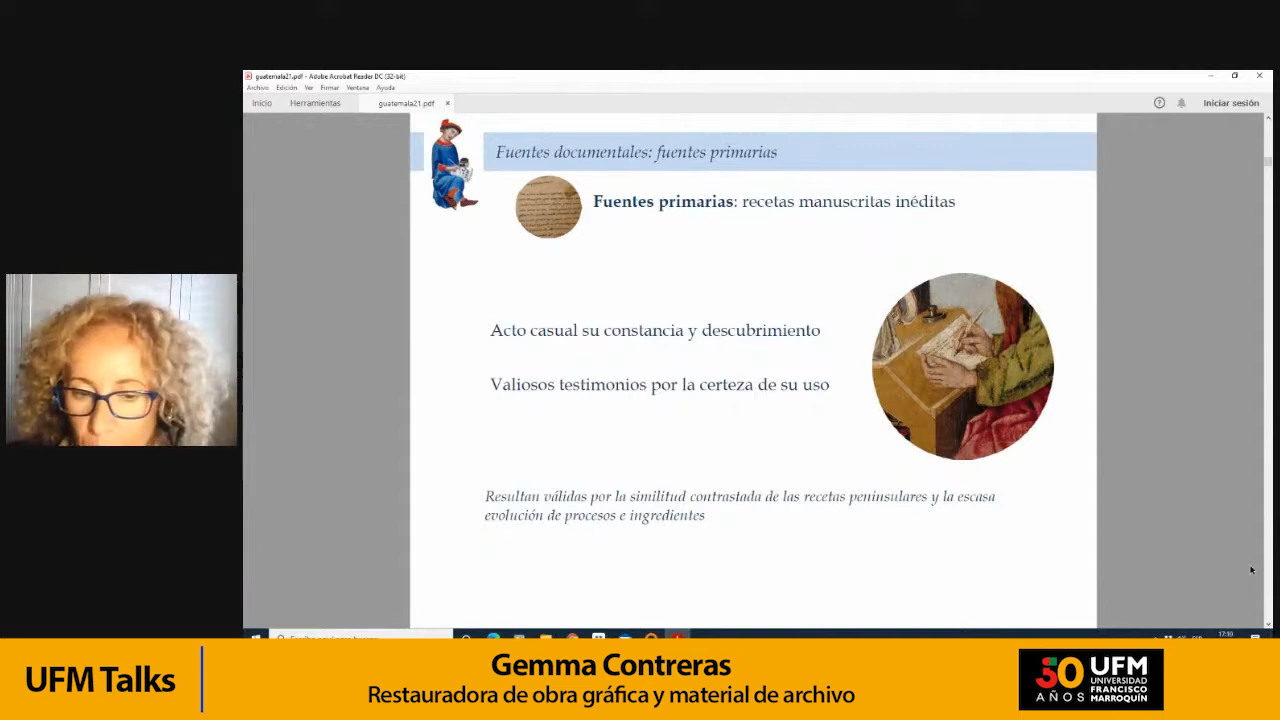 guatemala21.pdf - Adobe Acrobat Reader DC (32-bit)
Archivo Edición Ver Firmar Ventana Ayuda
Inicio Herramientas guatemala21.pdf × Iniciar sesión
Fuentes documentales: fuentes primarias
Fuentes primarias: recetas manuscritas inéditas
Acto casual su constancia y descubrimiento
Valiosos testimonios por la certeza de su uso
Resultan válidas por la similitud contrastada de las recetas peninsulares y la escasa
evolución de procesos e ingredientes
17:10
UFM Talks
Gemma Contreras
Restauradora de obra gráfica y material de archivo
50
AÑOS
UFM
UNIVERSIDAD
FRANCISCO
MARROQUÍN